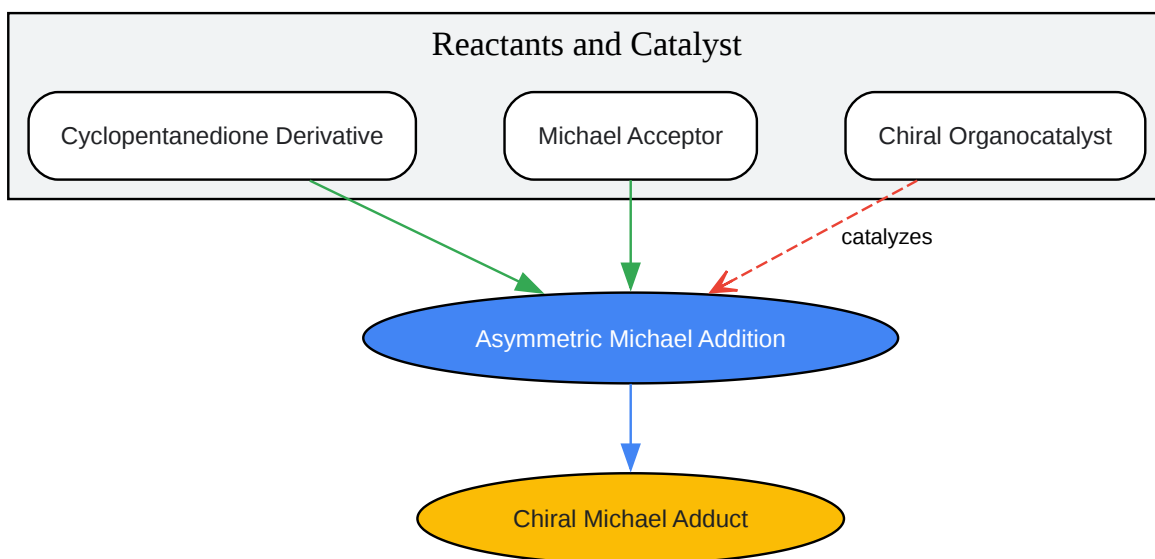 Reactants and Catalyst
Cyclopentanedione Derivative
Michael Acceptor
Chiral Organocatalyst
catalyzes
Asymmetric Michael Addition
Chiral Michael Adduct